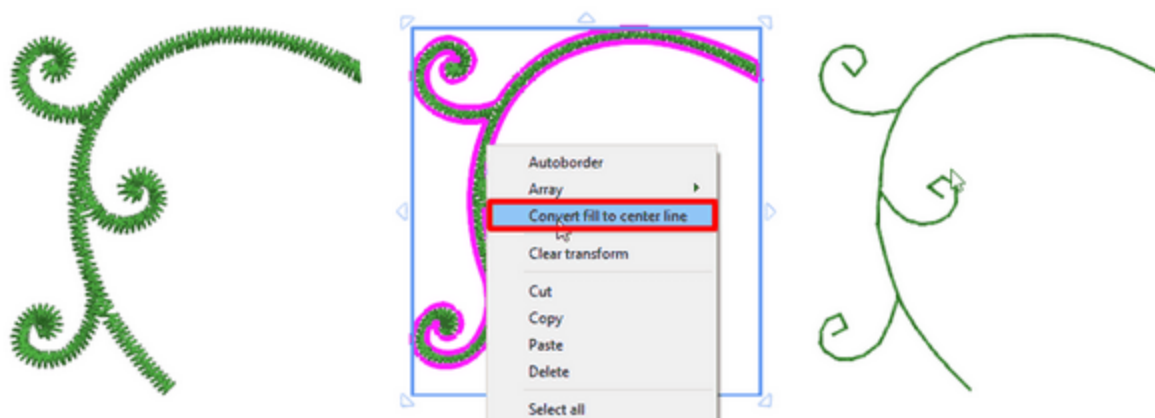 Autoborder
Array
Convert fill to center line
Clear transform
Cut
Copy
Paste
Delete
Select all